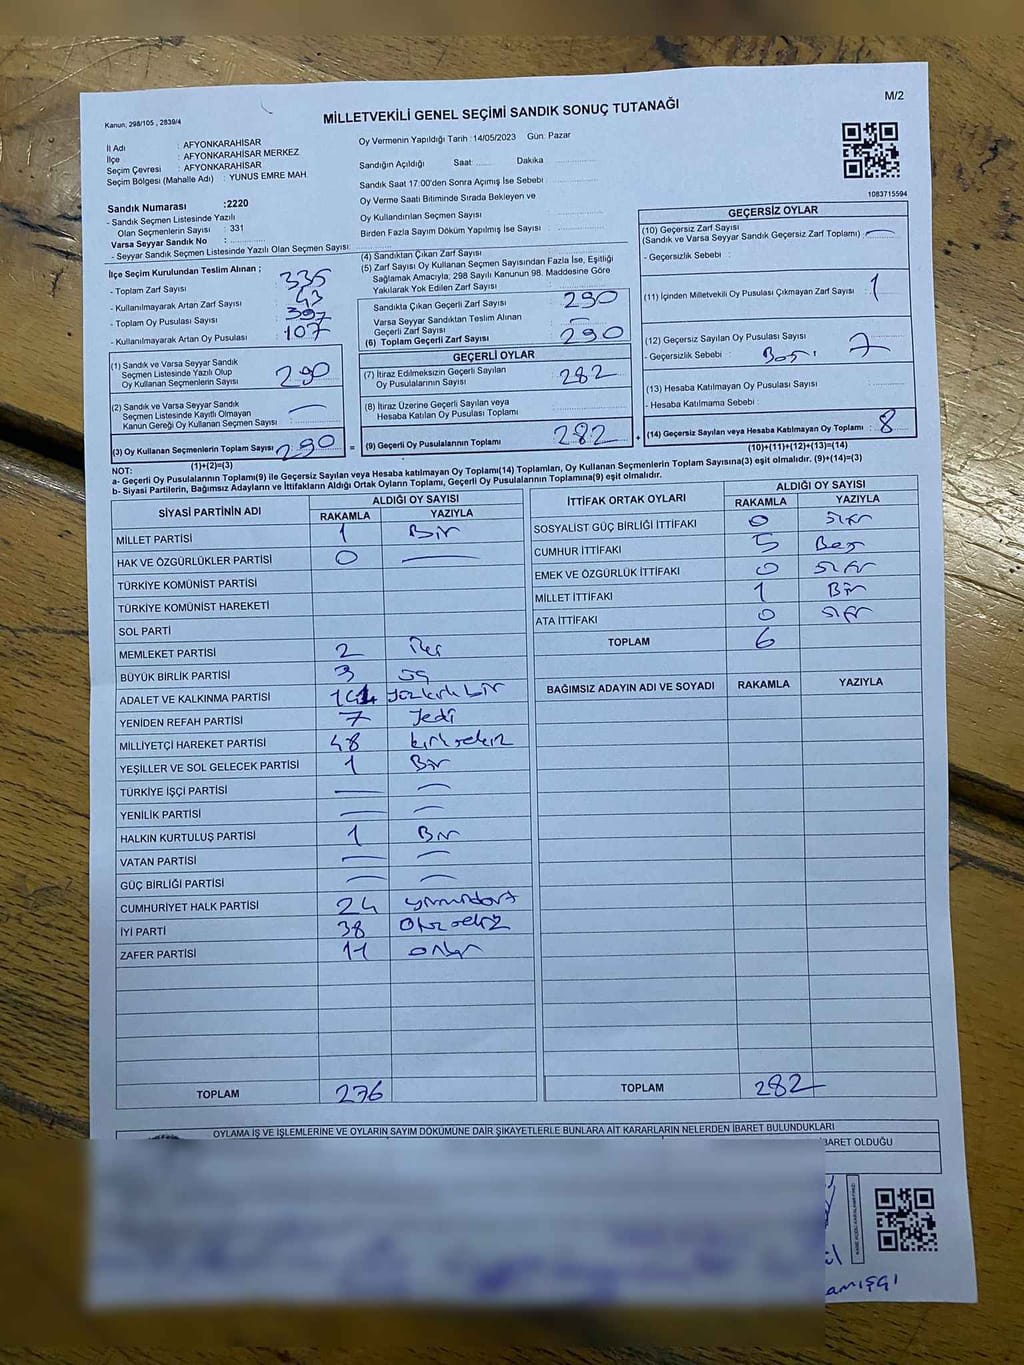 M/2
Kanun, 298/105 , 2839/4
MİLLETVEKİLİ GENEL SEÇİMİ SANDIK SONUÇ TUTANAĞI
İl Adı : AFYONKARAHİSAR
İlçe : AFYONKARAHİSAR MERKEZ
Seçim Çevresi : AFYONKARAHİSAR
Seçim Bölgesi (Mahalle Adı) : YUNUS EMRE MAH.
Sandık Numarası :2220
- Sandık Seçmen Listesinde Yazılı
Olan Seçmenlerin Sayısı : 331
Varsa Seyyar Sandık No :
- Seyyar Sandık Seçmen Listesinde Yazılı Olan Seçmen Sayısı:
Oy Vermenin Yapıldığı Tarih : 14/05/2023 Gün: Pazar
Sandığın Açıldığı Saat: Dakika
Sandık Saat 17:00'den Sonra Açımış İse Sebebi :
Oy Verme Saati Bitiminde Sırada Bekleyen ve
Oy Kullandırılan Seçmen Sayısı :
Birden Fazla Sayım Döküm Yapılmış İse Sayısı :
1083715594
İlçe Seçim Kurulundan Teslim Alınan ;
- Toplam Zarf Sayısı : 335
- Kullanılmayarak Artan Zarf Sayısı : 43
- Toplam Oy Pusulası Sayısı : 397
- Kullanılmayarak Artan Oy Pusulası : 107
(1) Sandık ve Varsa Seyyar Sandık
Seçmen Listesinde Yazılı Olup
Oy Kullanan Seçmenlerin Sayısı : 290
(2) Sandık ve Varsa Seyyar Sandık
Seçmen Listesinde Kayıtlı Olmayan
Kanun Gereği Oy Kullanan Seçmen Sayısı : —
(3) Oy Kullanan Seçmenlerin Toplam Sayısı : 290
(1)+(2)=(3)
(4) Sandıktan Çıkan Zarf Sayısı
(5) Zarf Sayısı Oy Kullanan Seçmen Sayısından Fazla İse, Eşitliği
Sağlamak Amacıyla; 298 Sayılı Kanunun 98. Maddesine Göre
Yakılarak Yok Edilen Zarf Sayısı :
Sandıkta Çıkan Geçerli Zarf Sayısı : 290
Varsa Seyyar Sandıktan Teslim Alınan
Geçerli Zarf Sayısı : —
(6) Toplam Geçerli Zarf Sayısı : 290
GEÇERLİ OYLAR
(7) İtiraz Edilmeksizin Geçerli Sayılan
Oy Pusulalarının Sayısı : 282
(8) İtiraz Üzerine Geçerli Sayılan veya
Hesaba Katılan Oy Pusulası Toplamı :
= (9) Geçerli Oy Pusulalarının Toplamı : 282 +
GEÇERSİZ OYLAR
(10) Geçersiz Zarf Sayısı
(Sandık ve Varsa Seyyar Sandık Geçersiz Zarf Toplamı) : —
- Geçersizlik Sebebi :
(11) İçinden Milletvekili Oy Pusulası Çıkmayan Zarf Sayısı : 1
(12) Geçersiz Sayılan Oy Pusulası Sayısı : 7
- Geçersizlik Sebebi : Boş
(13) Hesaba Katılmayan Oy Pusulası Sayısı :
- Hesaba Katılmama Sebebi :
(14) Geçersiz Sayılan veya Hesaba Katılmayan Oy Toplamı : 8
(10)+(11)+(12)+(13)=(14)
NOT:
a- Geçerli Oy Pusulalarının Toplamı(9) ile Geçersiz Sayılan veya Hesaba katılmayan Oy Toplamı(14) Toplamları, Oy Kullanan Seçmenlerin Toplam Sayısına(3) eşit olmalıdır. (9)+(14)=(3)
b- Siyasi Partilerin, Bağımsız Adayların ve İttifakların Aldığı Ortak Oyların Toplamı, Geçerli Oy Pusulalarının Toplamına(9) eşit olmalıdır.
SİYASİ PARTİNİN ADI ALDIĞI OY SAYISI
RAKAMLA YAZIYLA
MİLLET PARTİSİ 1 Bir
HAK VE ÖZGÜRLÜKLER PARTİSİ 0 —
TÜRKİYE KOMÜNİST PARTİSİ
TÜRKİYE KOMÜNİST HAREKETİ
SOL PARTİ
MEMLEKET PARTİSİ 2 İki
BÜYÜK BİRLİK PARTİSİ 3 üç
ADALET VE KALKINMA PARTİSİ 141 yüzkırkbir
YENİDEN REFAH PARTİSİ 7 Yedi
MİLLİYETÇİ HAREKET PARTİSİ 48 kırksekiz
YEŞİLLER VE SOL GELECEK PARTİSİ 1 Bir
TÜRKİYE İŞÇİ PARTİSİ — —
YENİLİK PARTİSİ — —
HALKIN KURTULUŞ PARTİSİ 1 Bir
VATAN PARTİSİ — —
GÜÇ BİRLİĞİ PARTİSİ — —
CUMHURİYET HALK PARTİSİ 24 yirmidört
İYİ PARTİ 38 Otuzsekiz
ZAFER PARTİSİ 11 onbir
TOPLAM 276
İTTİFAK ORTAK OYLARI ALDIĞI OY SAYISI
RAKAMLA YAZIYLA
SOSYALİST GÜÇ BİRLİĞİ İTTİFAKI 0 Sıfır
CUMHUR İTTİFAKI 5 Beş
EMEK VE ÖZGÜRLÜK İTTİFAKI 0 Sıfır
MİLLET İTTİFAKI 1 Bir
ATA İTTİFAKI 0 Sıfır
TOPLAM 6
BAĞIMSIZ ADAYIN ADI VE SOYADI RAKAMLA YAZIYLA
TOPLAM 282
OYLAMA İŞ VE İŞLEMLERİNE VE OYLARIN SAYIM DÖKÜMÜNE DAİR ŞİKAYETLERLE BUNLARA AİT KARARLARIN NELERDEN İBARET BULUNDUKLARI
BARET OLDUĞU